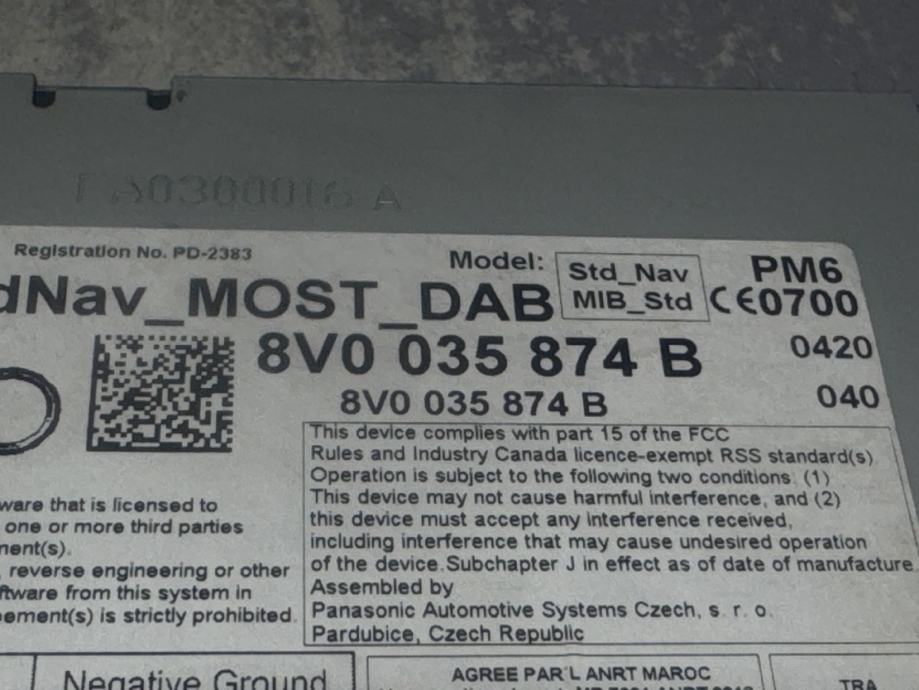 A0300016 A
Registration No. PD-2383
Model:
Std_Nav
MIB_Std
PM6
dNav_MOST_DAB
CE0700
8V0 035 874 B
0420
8V0 035 874 B
040
This device complies with part 15 of the FCC
Rules and Industry Canada licence-exempt RSS standard(s)
Operation is subject to the following two conditions. (1)
This device may not cause harmful interference, and (2)
this device must accept any interference received,
including interference that may cause undesired operation
of the device.Subchapter J in effect as of date of manufacture
Assembled by
Panasonic Automotive Systems Czech, s. r. o.
Pardubice, Czech Republic
ware that is licensed to
one or more third parties
nent(s).
, reverse engineering or other
ftware from this system in
ement(s) is strictly prohibited.
Negative Ground
AGREE PAR'L ANRT MAROC
TRA